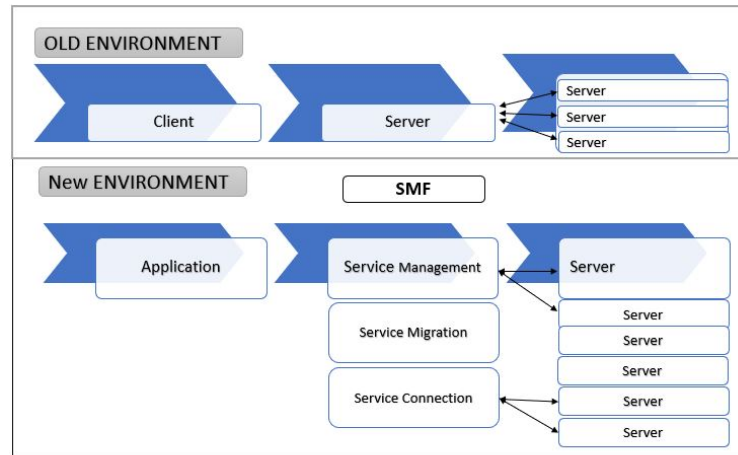 OLD ENVIRONMENT
Client
Server
Server
Server
Server
New ENVIRONMENT
SMF
Application
Service Management
Server
Server
Service Migration
Server
Server
Service Connection
Server
Server